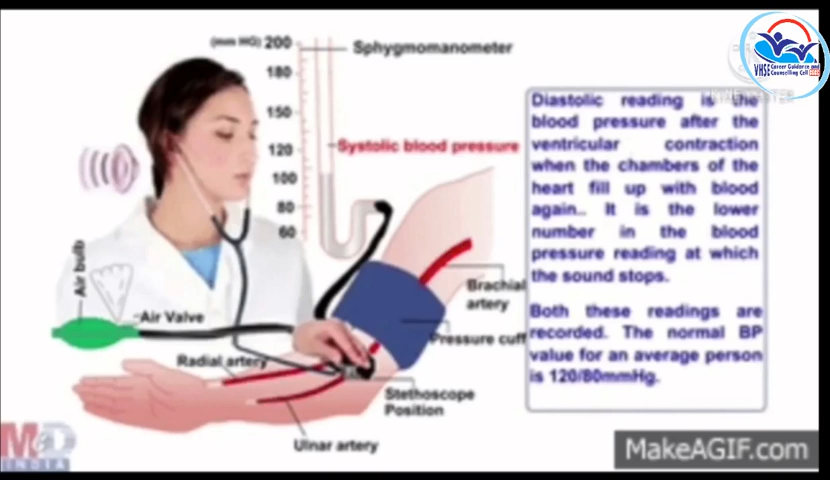 (mm HG) 200
Sphygmomanometer
180
150
120
Systolic blood pressure
100
80
60
Air bulb
Air Valve
Radial artery
Ulnar artery
Brachial
artery
Pressure cuff
Stethoscope
Position
Diastolic reading is the
blood pressure after the
ventricular contraction
when the chambers of the
heart fill up with blood
again.. It is the lower
number in the blood
pressure reading at which
the sound stops.
Both these readings are
recorded. The normal BP
value for an average person
is 120/80mmHg.
VHSE Career Guidance and
Counselling Cell
MeD
INDIA
MakeAGIF.com